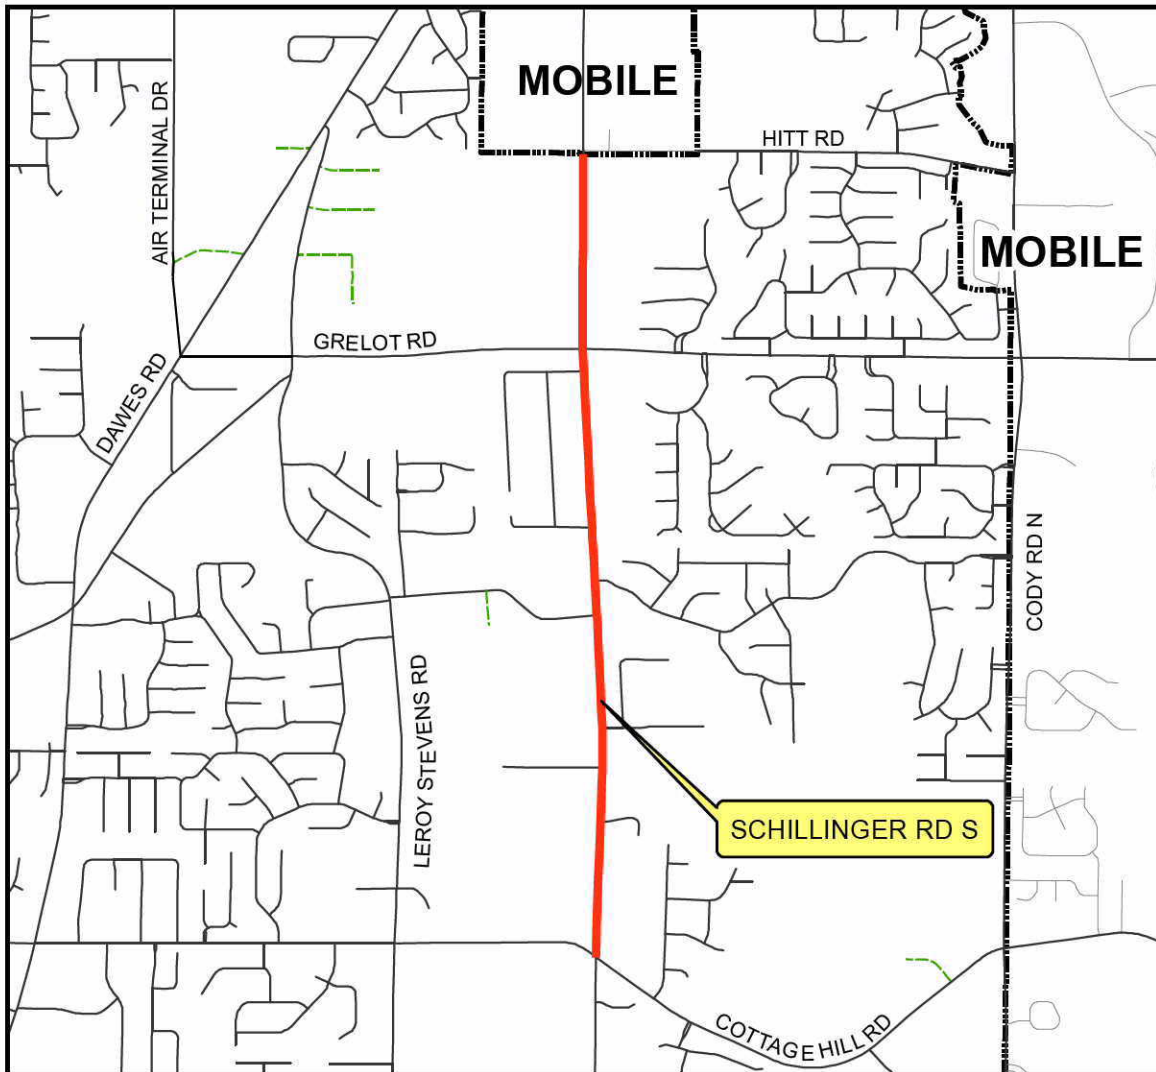 MOBILE
HITT RD
AIR TERMINAL DR
MOBILE
GRELOT RD
DAWES RD
CODY RD N
LEROY STEVENS RD
SCHILLINGER RD S
COTTAGE HILL RD